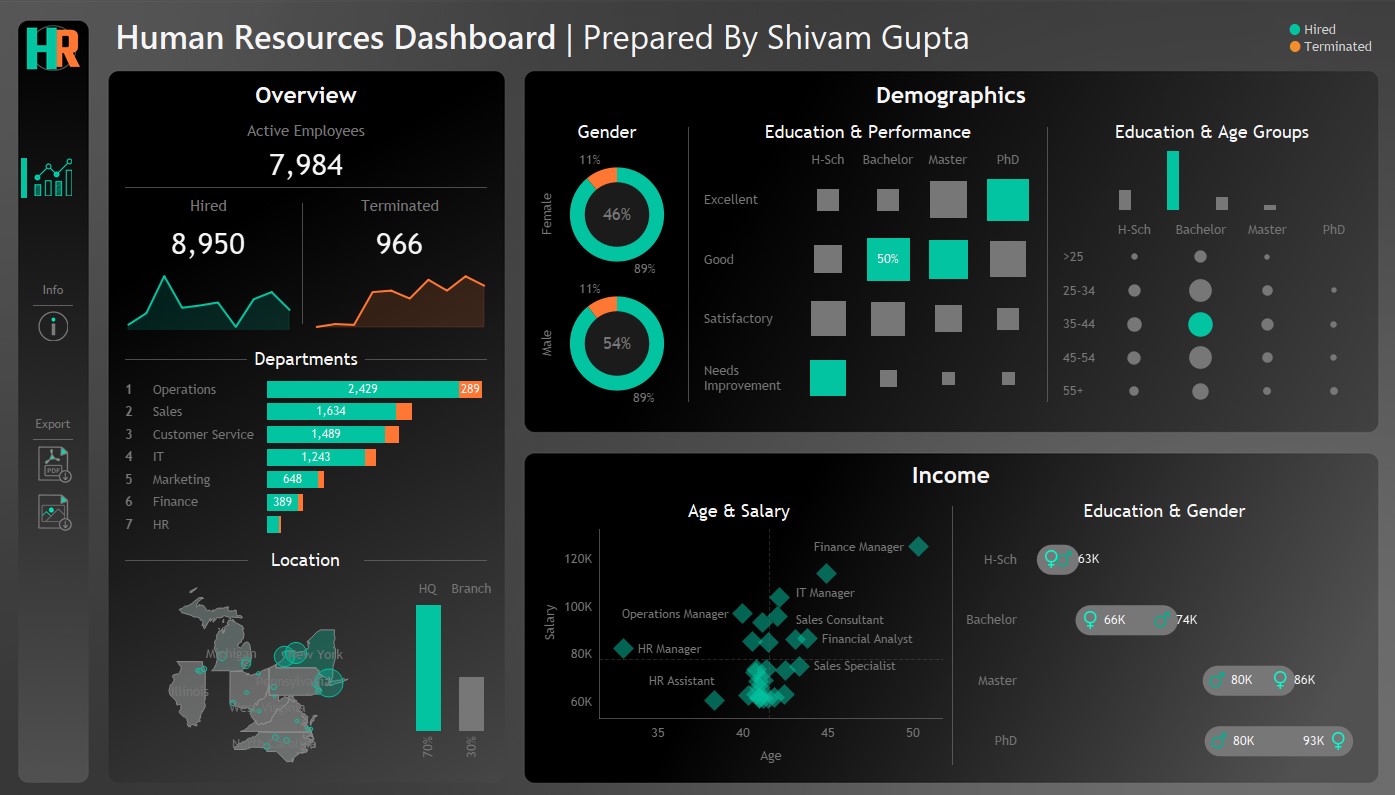 HR
Human Resources Dashboard | Prepared By Shivam Gupta
Hired
Terminated
Info
Export
PDF
Overview
Active Employees
7,984
Hired
8,950
Terminated
966
Departments
1 Operations 2,429 289
2 Sales 1,634
3 Customer Service 1,489
4 IT 1,243
5 Marketing 648
6 Finance 389
7 HR
Location
HQ Branch
Michigan
New York
Pennsylvania
Illinois
70% 30%
Demographics
Gender
Female
11%
46%
89%
Male
11%
54%
89%
Education & Performance
H-Sch Bachelor Master PhD
Excellent
Good 50%
Satisfactory
Needs
Improvement
Education & Age Groups
H-Sch Bachelor Master PhD
>25
25-34
35-44
45-54
55+
Income
Age & Salary
Salary
120K
100K
80K
60K
Finance Manager
IT Manager
Operations Manager
Sales Consultant
Financial Analyst
HR Manager
Sales Specialist
HR Assistant
35 40 45 50
Age
Education & Gender
H-Sch 63K
Bachelor 66K 74K
Master 80K 86K
PhD 80K 93K